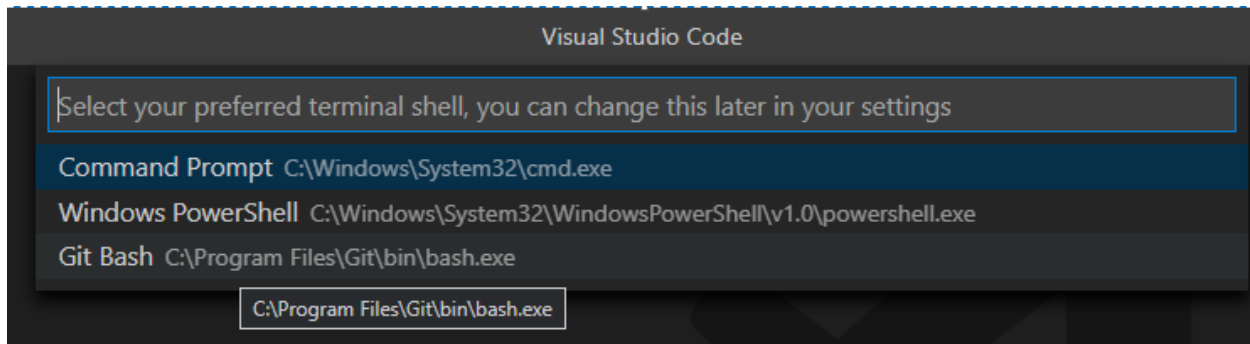 Visual Studio Code
Select your preferred terminal shell, you can change this later in your settings
Command Prompt C:\Windows\System32\cmd.exe
Windows PowerShell C:\Windows\System32\WindowsPowerShell\v1.0\powershell.exe
Git Bash C:\Program Files\Git\bin\bash.exe
C:\Program Files\Git\bin\bash.exe